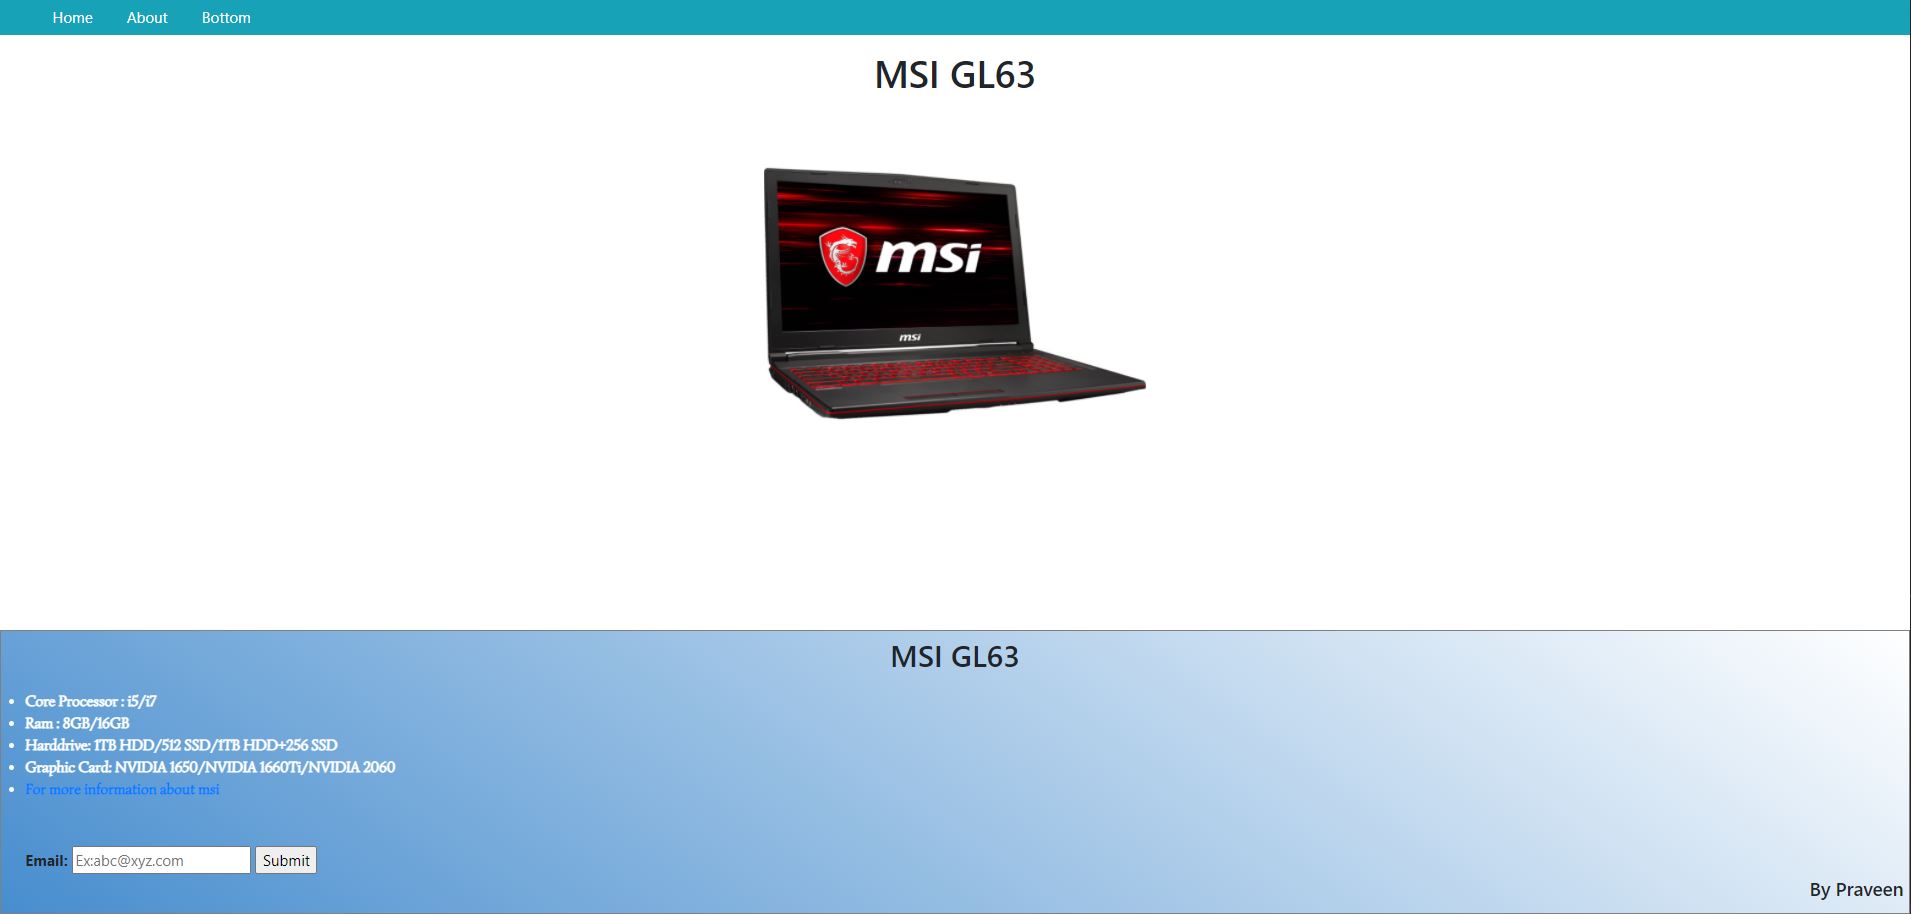 Home About Bottom
MSI GL63
msi
msi
MSI GL63
Core Processor : i5/i7
Ram : 8GB/16GB
Harddrive: 1TB HDD/512 SSD/1TB HDD+256 SSD
Graphic Card: NVIDIA 1650/NVIDIA 1660Ti/NVIDIA 2060
For more information about msi
Email: Ex:abc@xyz.com Submit
By Praveen